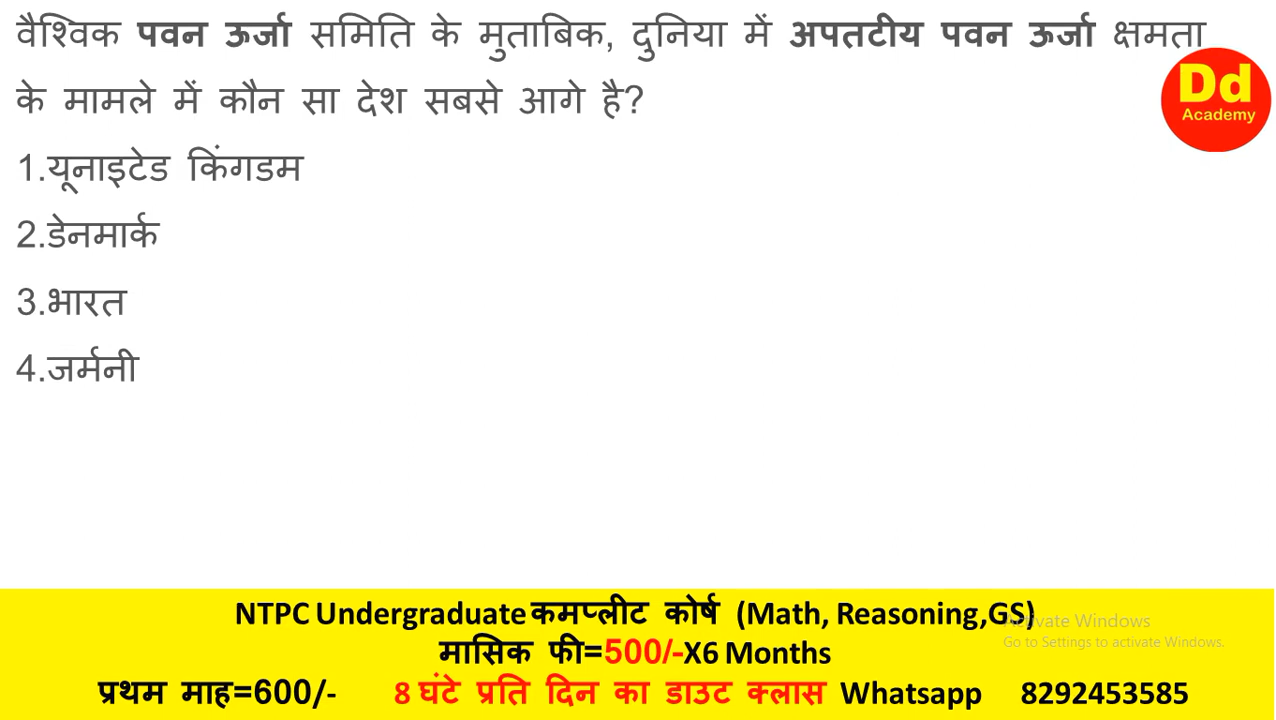 वैश्विक पवन ऊर्जा समिति के मुताबिक, दुनिया में अपतटीय पवन ऊर्जा क्षमता
के मामले में कौन सा देश सबसे आगे है?
Dd
Academy
1.यूनाइटेड किंगडम
2.डेनमार्क
3.भारत
4.जर्मनी
NTPC Undergraduate कमप्लीट कोर्ष (Math, Reasoning,GS)
Activate Windows
Go to Settings to activate Windows.
मासिक फी=500/-X6 Months
प्रथम माह=600/- 8 घंटे प्रति दिन का डाउट क्लास Whatsapp 8292453585